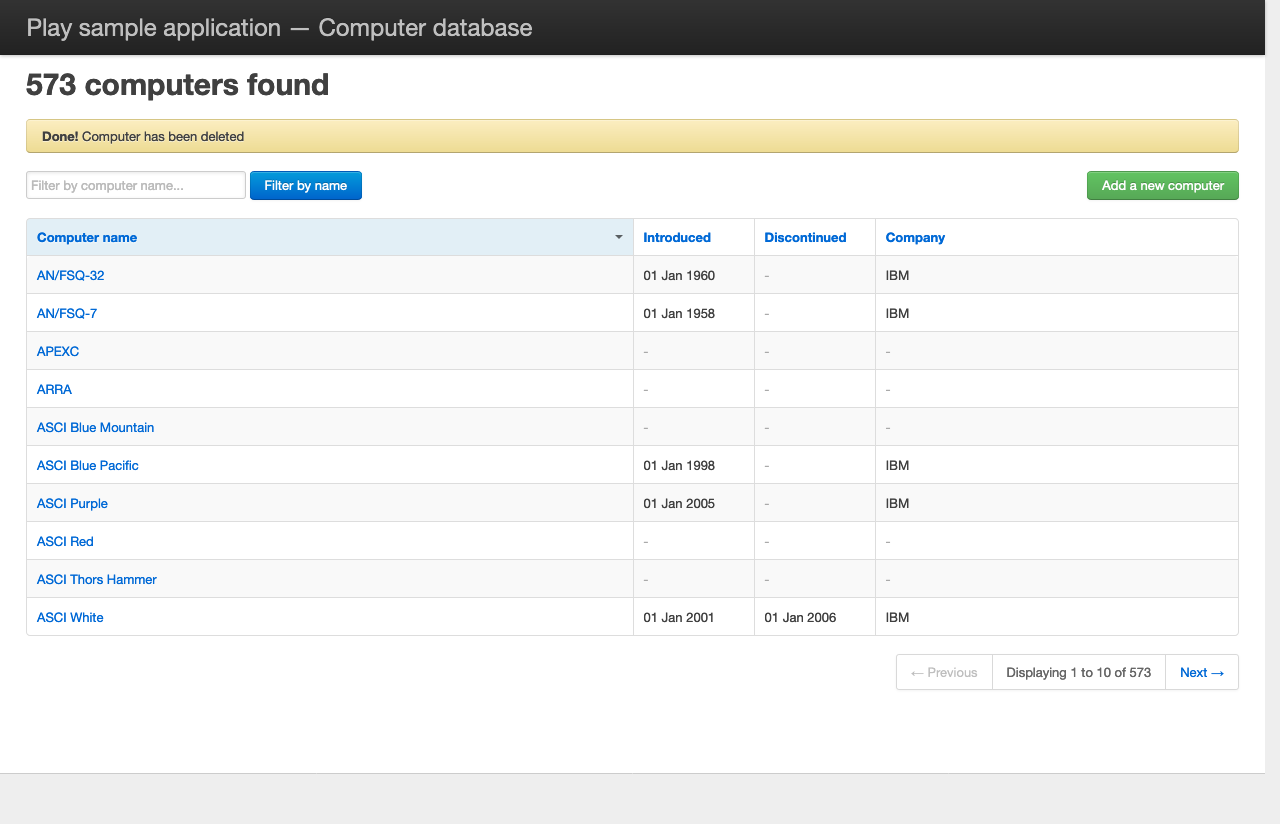 Play sample application — Computer database
573 computers found
Done! Computer has been deleted
Filter by computer name... Filter by name Add a new computer
Computer name Introduced Discontinued Company
AN/FSQ-32 01 Jan 1960 - IBM
AN/FSQ-7 01 Jan 1958 - IBM
APEXC - - -
ARRA - - -
ASCI Blue Mountain - - -
ASCI Blue Pacific 01 Jan 1998 - IBM
ASCI Purple 01 Jan 2005 - IBM
ASCI Red - - -
ASCI Thors Hammer - - -
ASCI White 01 Jan 2001 01 Jan 2006 IBM
← Previous Displaying 1 to 10 of 573 Next →